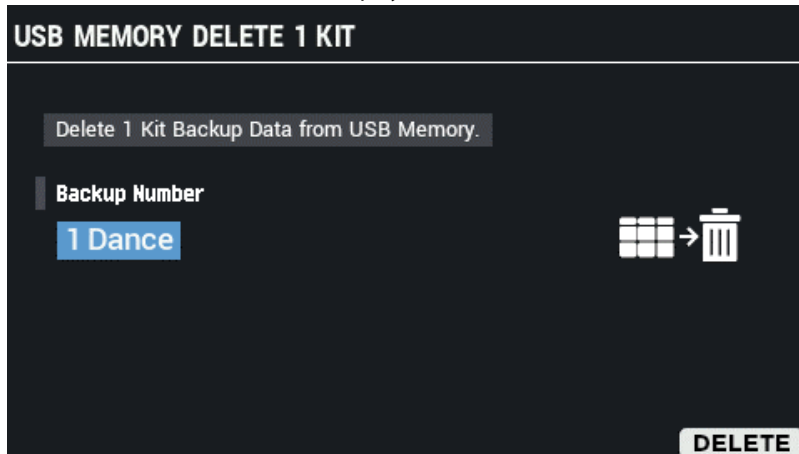 USB MEMORY DELETE 1 KIT
Delete 1 Kit Backup Data from USB Memory.
Backup Number
1 Dance
DELETE